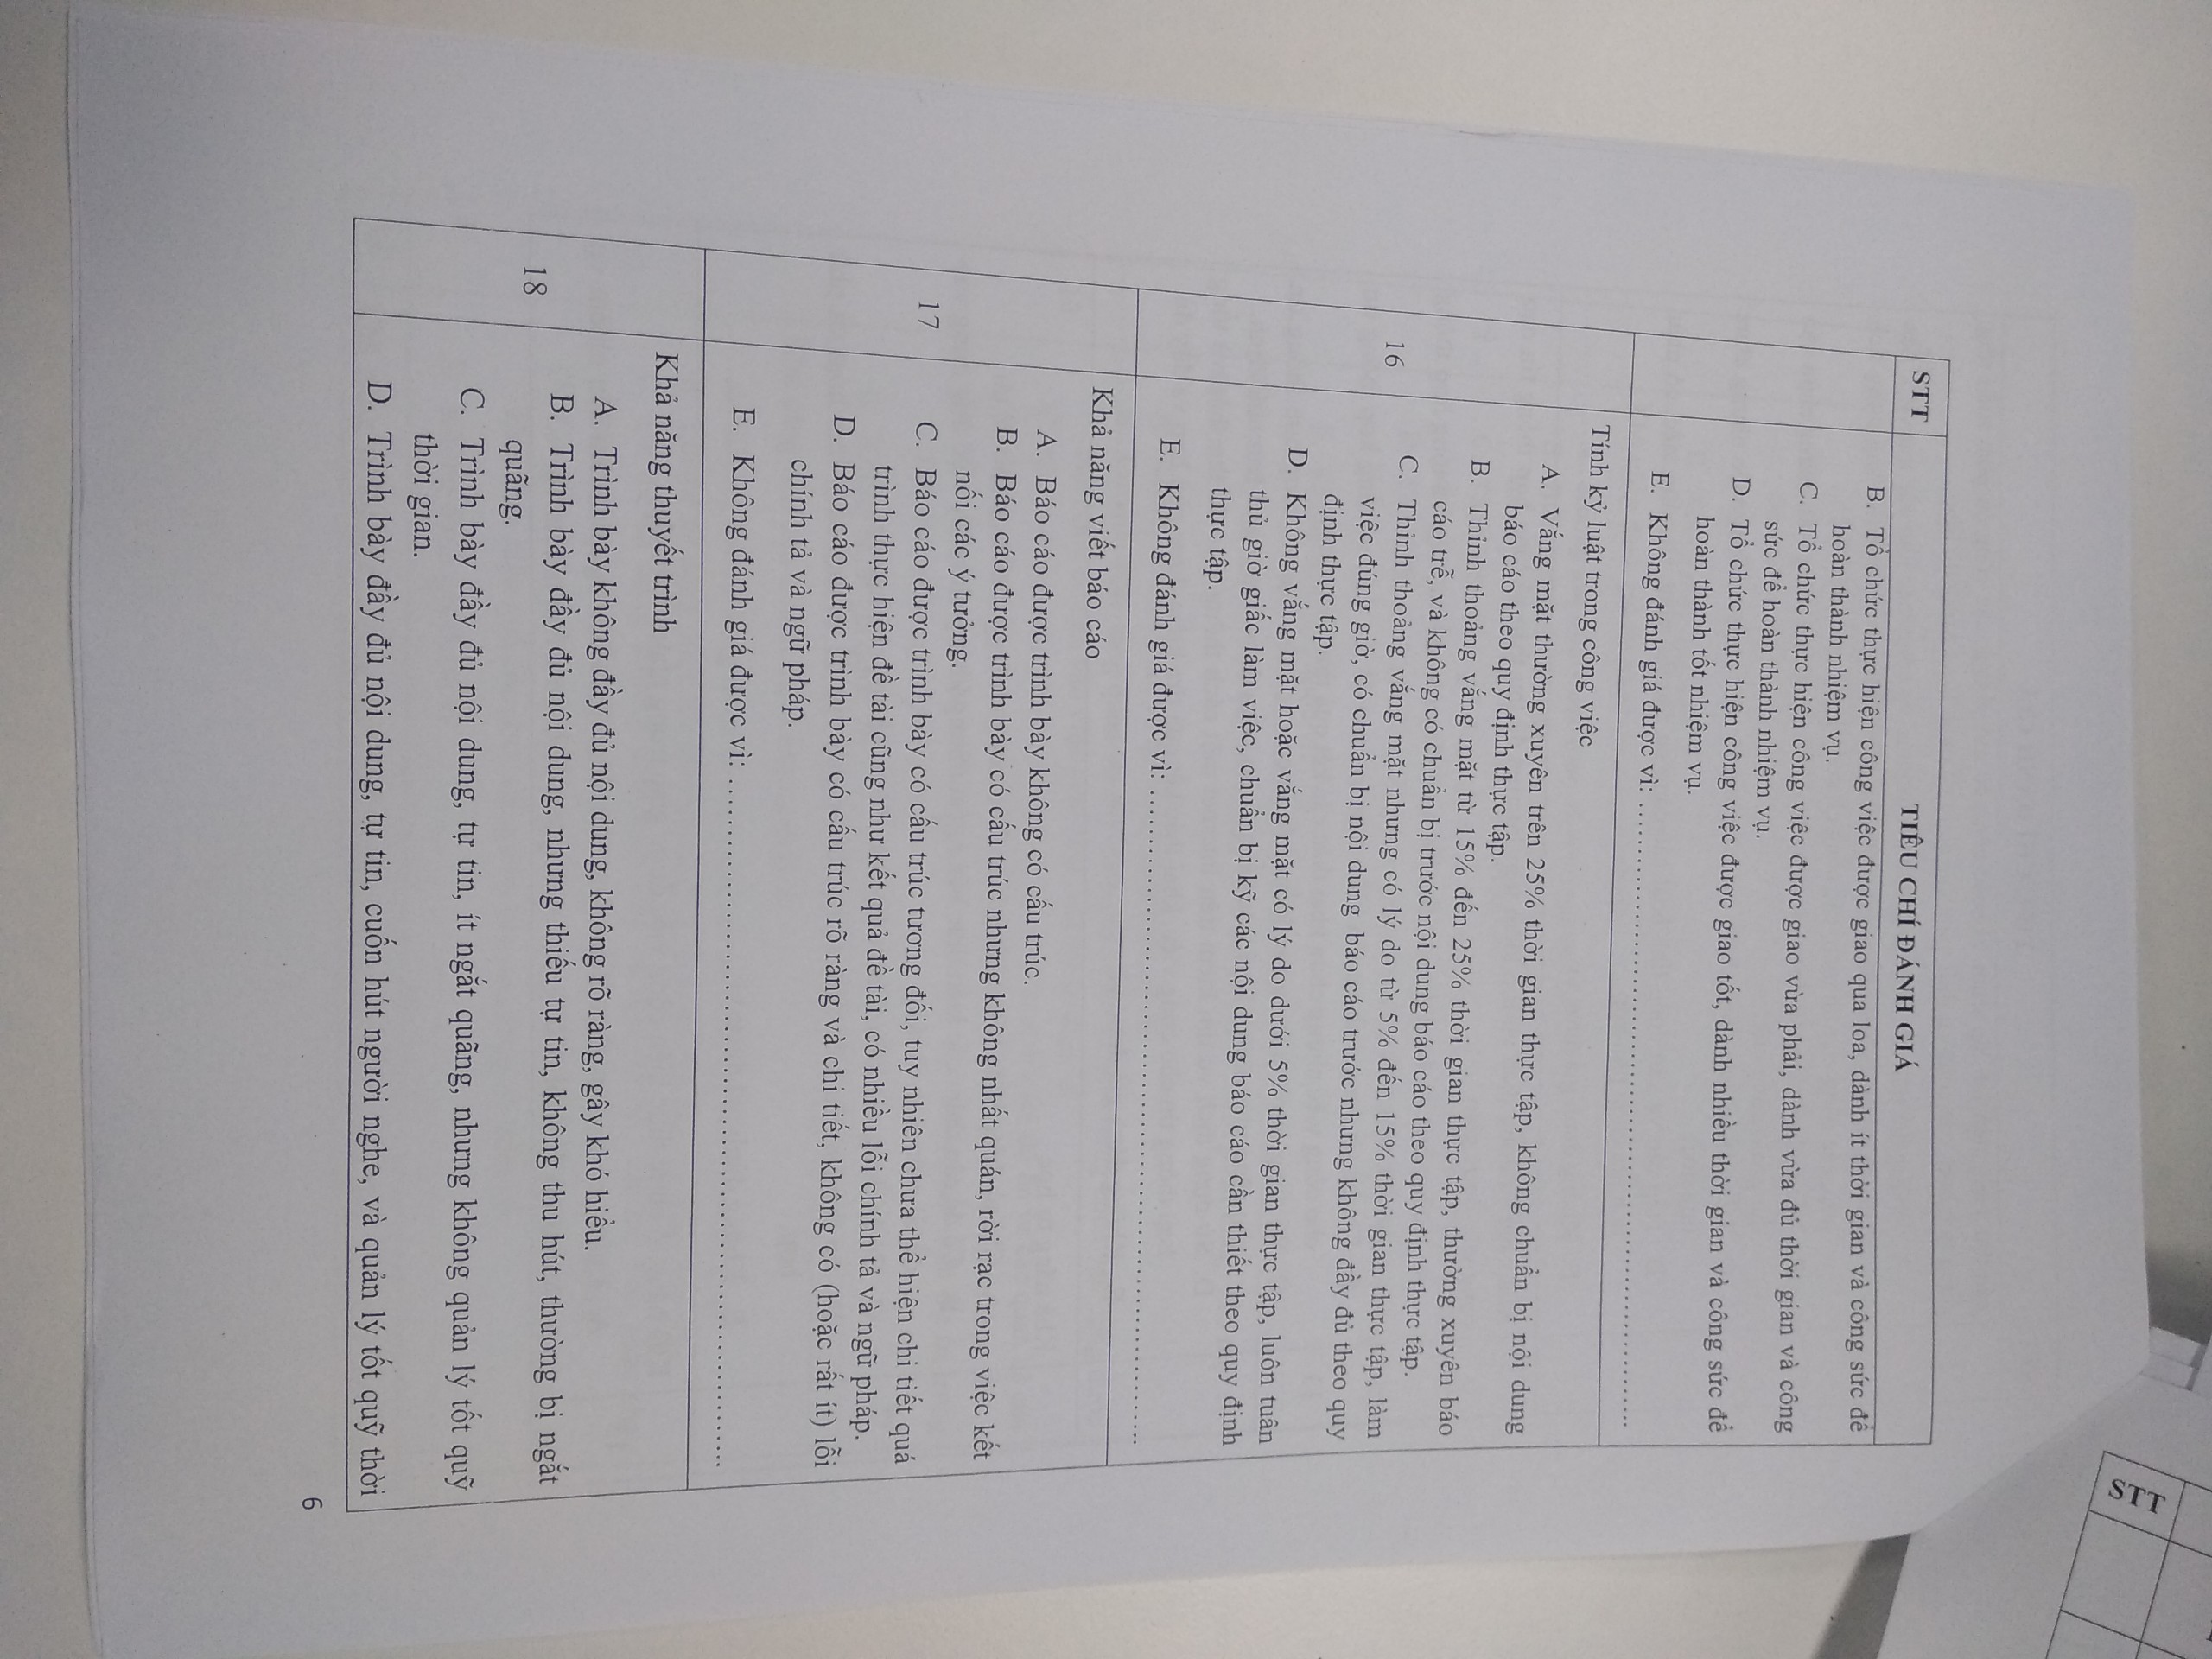 STT
TIÊU CHÍ ĐÁNH GIÁ
B. Tổ chức thực hiện công việc được giao qua loa, dành ít thời gian và công sức để
hoàn thành nhiệm vụ.
C. Tổ chức thực hiện công việc được giao vừa phải, dành vừa đủ thời gian và công
sức để hoàn thành nhiệm vụ.
D. Tổ chức thực hiện công việc được giao tốt, dành nhiều thời gian và công sức để
hoàn thành tốt nhiệm vụ.
E. Không đánh giá được vì: ..........................................................
16
Tính kỷ luật trong công việc
A. Vắng mặt thường xuyên trên 25% thời gian thực tập, không chuẩn bị nội dung
báo cáo theo quy định thực tập.
B. Thỉnh thoảng vắng mặt từ 15% đến 25% thời gian thực tập, thường xuyên báo
cáo trễ, và không có chuẩn bị trước nội dung báo cáo theo quy định thực tập.
C. Thỉnh thoảng vắng mặt nhưng có lý do từ 5% đến 15% thời gian thực tập, làm
việc đúng giờ, có chuẩn bị nội dung báo cáo trước nhưng không đầy đủ theo quy
định thực tập.
D. Không vắng mặt hoặc vắng mặt có lý do dưới 5% thời gian thực tập, luôn tuân
thủ giờ giấc làm việc, chuẩn bị kỹ các nội dung báo cáo cần thiết theo quy định
thực tập.
E. Không đánh giá được vì: ..........................................................
17
Khả năng viết báo cáo
A. Báo cáo được trình bày không có cấu trúc.
B. Báo cáo được trình bày có cấu trúc nhưng không nhất quán, rời rạc trong việc kết
nối các ý tưởng.
C. Báo cáo được trình bày có cấu trúc tương đối, tuy nhiên chưa thể hiện chi tiết quá
trình thực hiện đề tài cũng như kết quả đề tài, có nhiều lỗi chính tả và ngữ pháp.
D. Báo cáo được trình bày có cấu trúc rõ ràng và chi tiết, không có (hoặc rất ít) lỗi
chính tả và ngữ pháp.
E. Không đánh giá được vì: ..........................................................
18
Khả năng thuyết trình
A. Trình bày không đầy đủ nội dung, không rõ ràng, gây khó hiểu.
B. Trình bày đầy đủ nội dung, nhưng thiếu tự tin, không thu hút, thường bị ngắt
quãng.
C. Trình bày đầy đủ nội dung, tự tin, ít ngắt quãng, nhưng không quản lý tốt quỹ
thời gian.
D. Trình bày đầy đủ nội dung, tự tin, cuốn hút người nghe, và quản lý tốt quỹ thời
6
STT